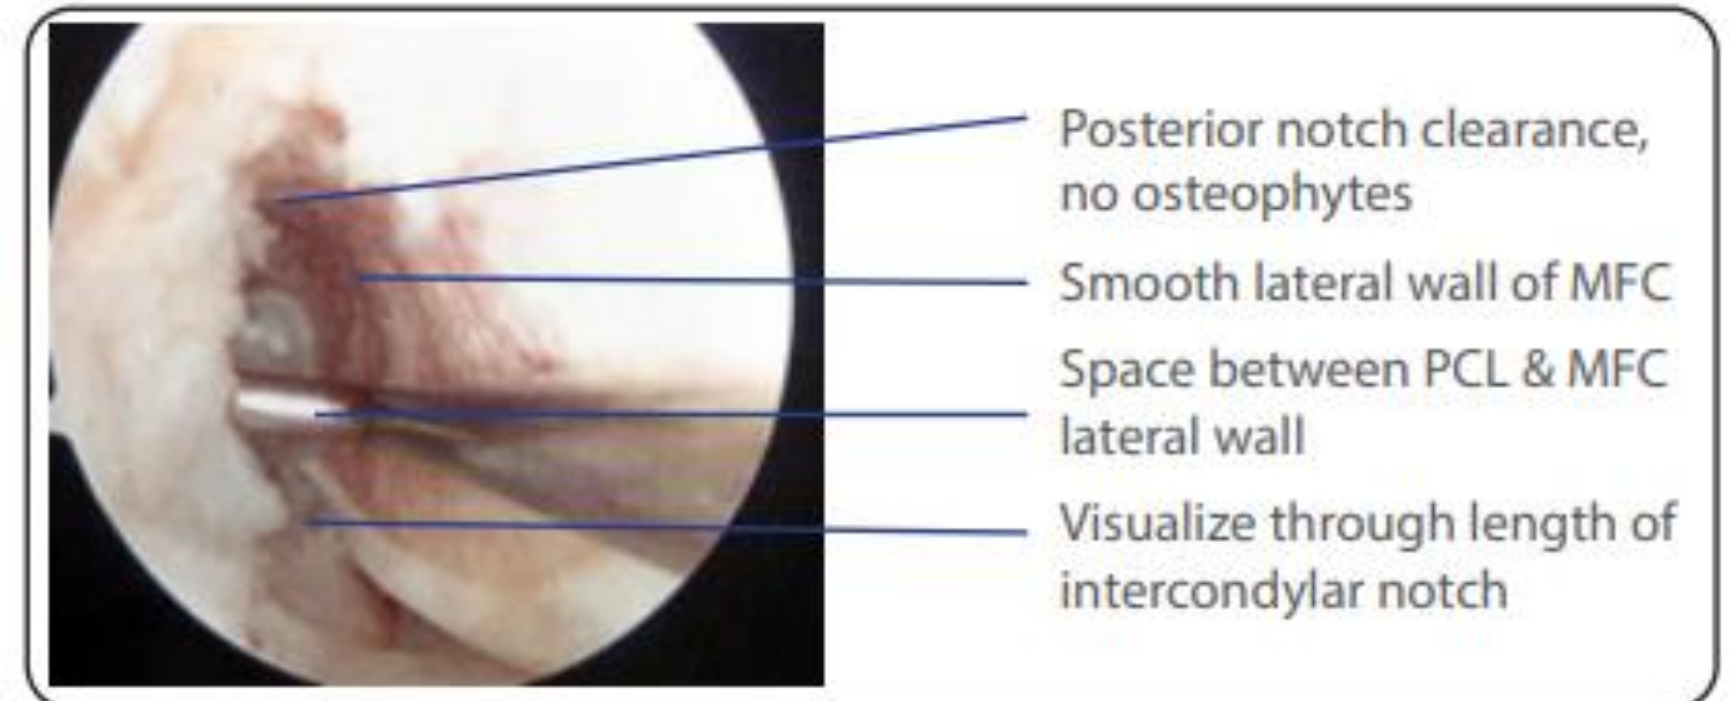 Posterior notch clearance,
no osteophytes
Smooth lateral wall of MFC
Space between PCL & MFC
lateral wall
Visualize through length of
intercondylar notch